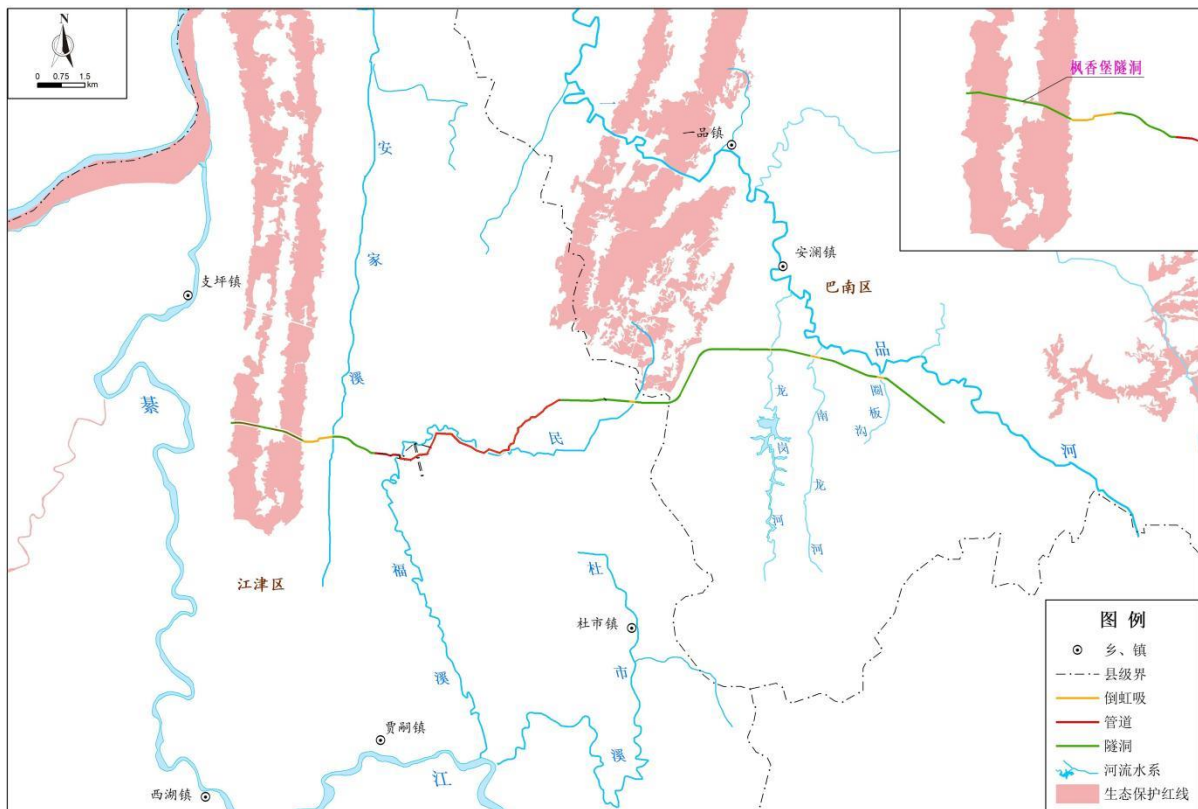 N
0 0.75 1.5
km
枫香堡隧洞
一品镇
安家溪
安澜镇
巴南区
支坪镇
一品河
綦江
龙岗河
南龙河
圈板沟
民福溪
江津区
杜市溪
杜市镇
贾嗣镇
西湖镇
图 例
乡、镇
县级界
倒虹吸
管道
隧洞
河流水系
生态保护红线